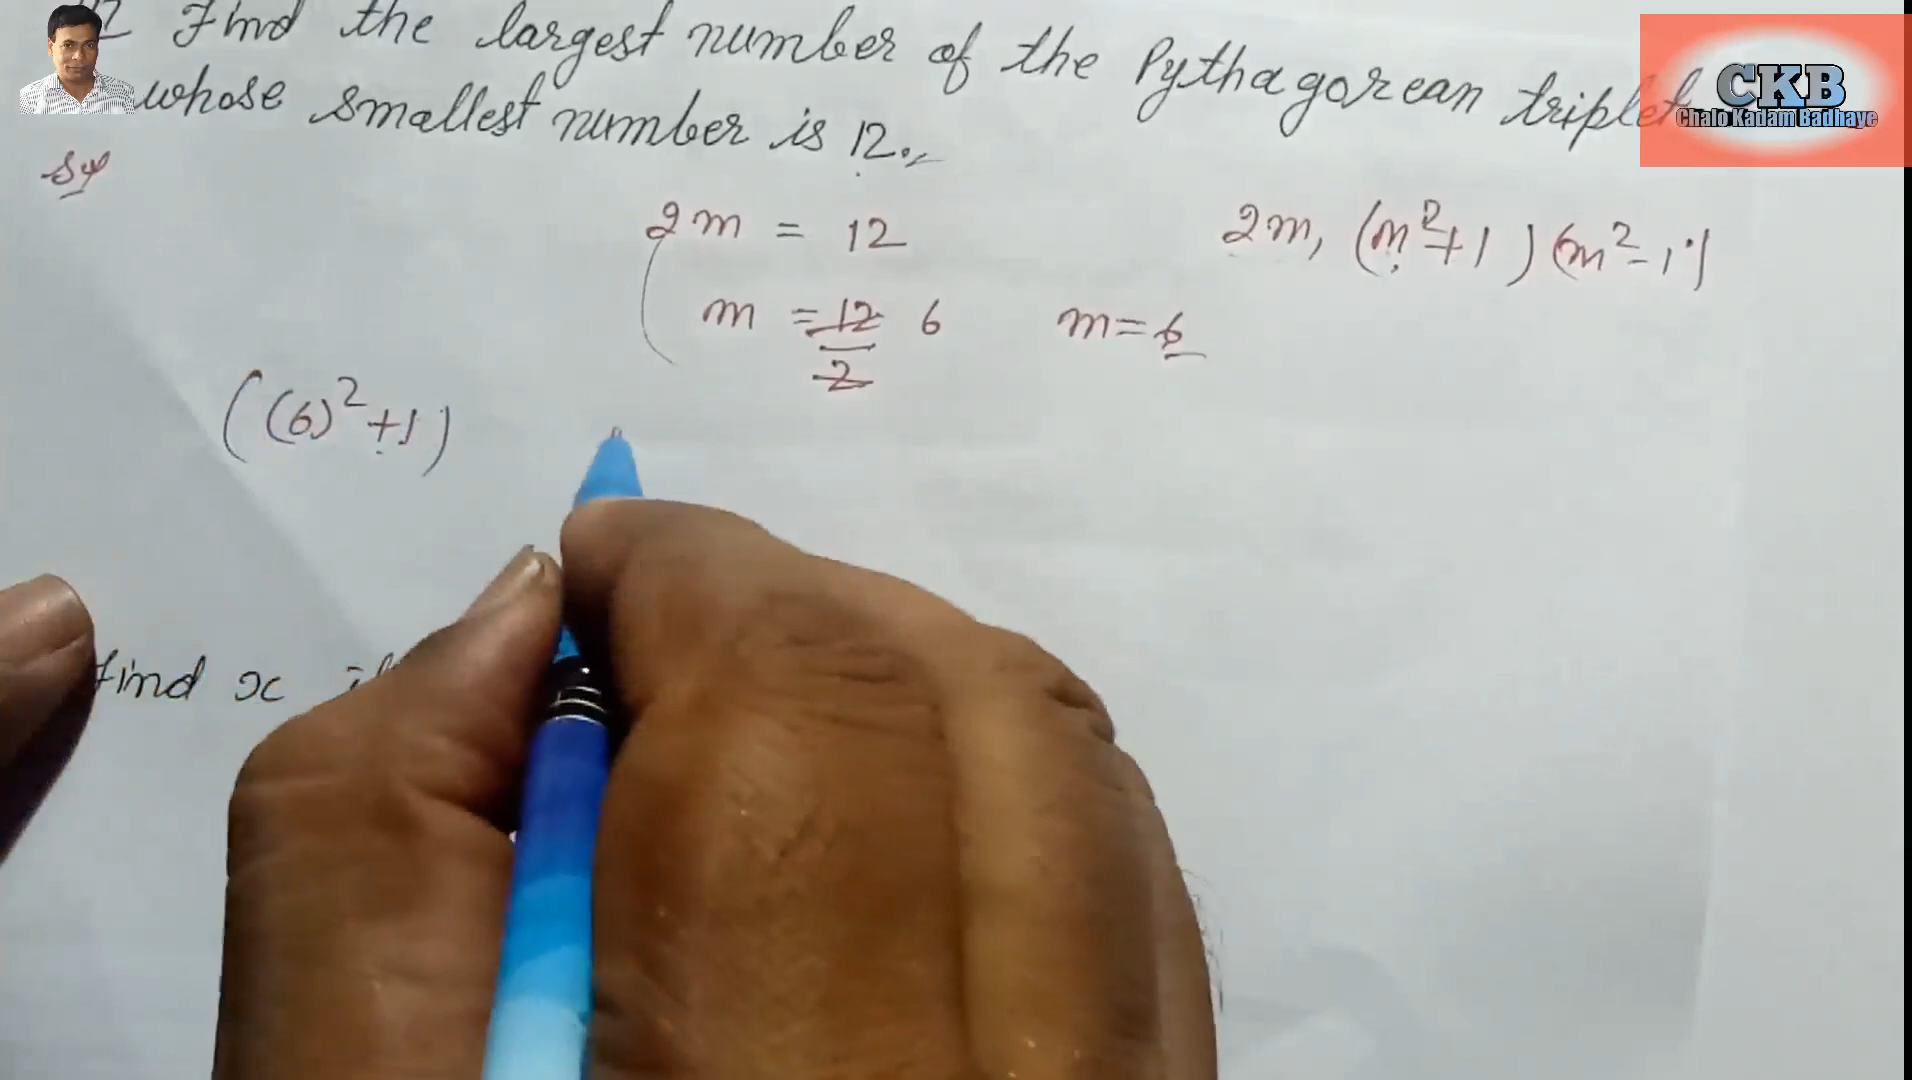 Find the largest number of the Pythagorean triplet
whose smallest number is 12.
CKB
Chalo Kadam Badhaye
2m = 12
2m, (m²+1) (m²-1)
m = 12/2 6
m=6
((6)²+1)
Find x